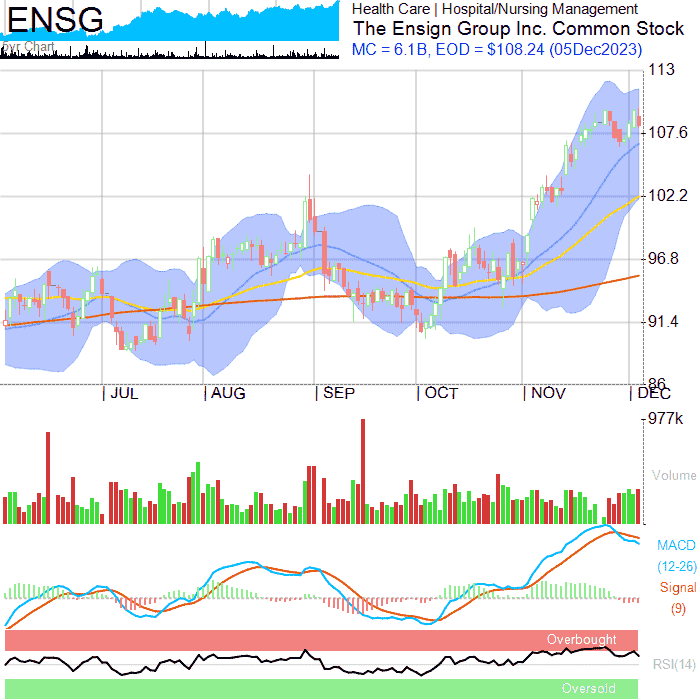 ENSG
5yr Chart
Health Care | Hospital/Nursing Management
The Ensign Group Inc. Common Stock
MC = 6.1B, EOD = $108.24 (05Dec2023)
113
107.6
102.2
96.8
91.4
86
JUL AUG SEP OCT NOV DEC
977k
Volume
MACD
(12-26)
Signal
(9)
Overbought
RSI(14)
Oversold